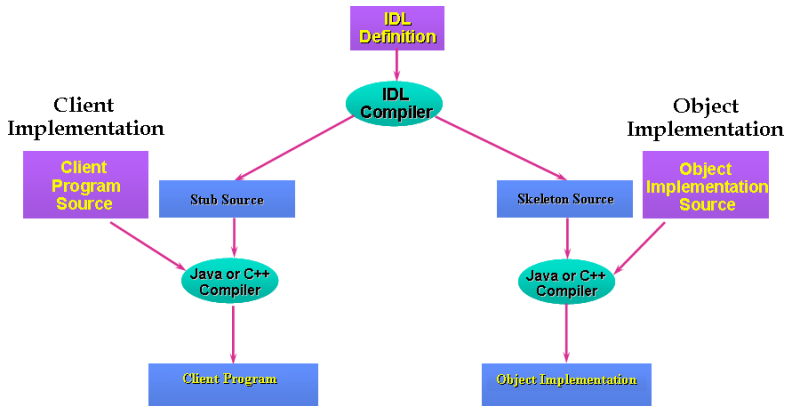 IDL
Definition
IDL
Compiler
Client
Implementation
Object
Implementation
Client
Program
Source
Stub Source
Skeleton Source
Object
Implementation
Source
Java or C++
Compiler
Java or C++
Compiler
Client Program
Object Implementation